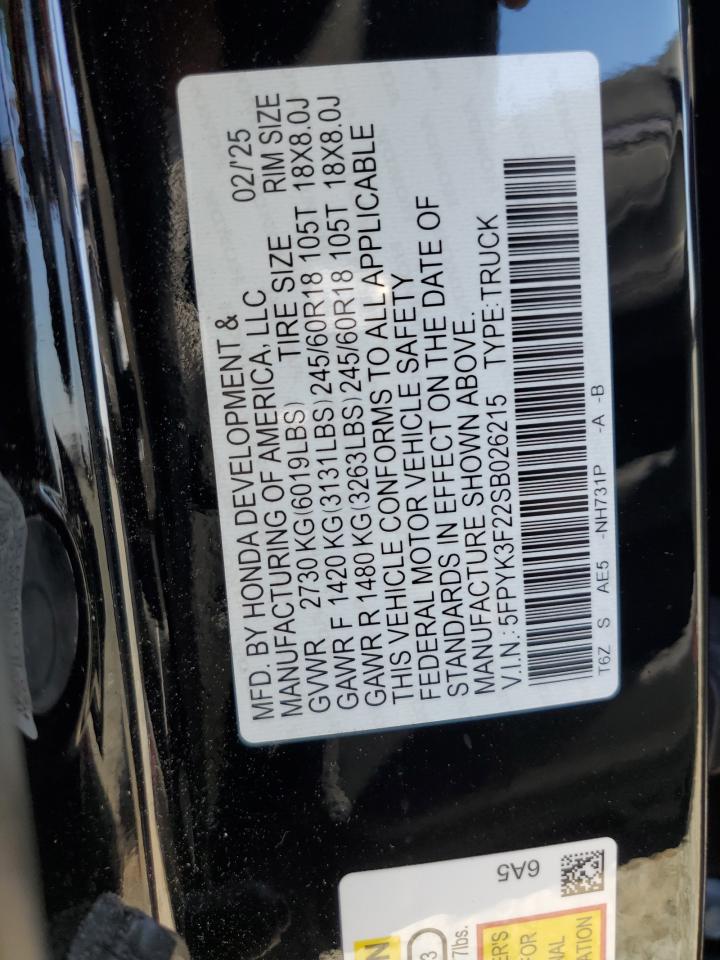 MFD. BY HONDA DEVELOPMENT &
MANUFACTURING OF AMERICA, LLC 02/'25
GVWR 2730 KG(6019LBS) TIRE SIZE RIM SIZE
GAWR F 1420 KG(3131LBS) 245/60R18 105T 18X8.0J
GAWR R 1480 KG(3263LBS) 245/60R18 105T 18X8.0J
THIS VEHICLE CONFORMS TO ALL APPLICABLE
FEDERAL MOTOR VEHICLE SAFETY
STANDARDS IN EFFECT ON THE DATE OF
MANUFACTURE SHOWN ABOVE.
V.I.N.: 5FPYK3F22SB026215 TYPE: TRUCK
T6Z S AE5 -NH731P -A -B
6A5
3
7lbs.